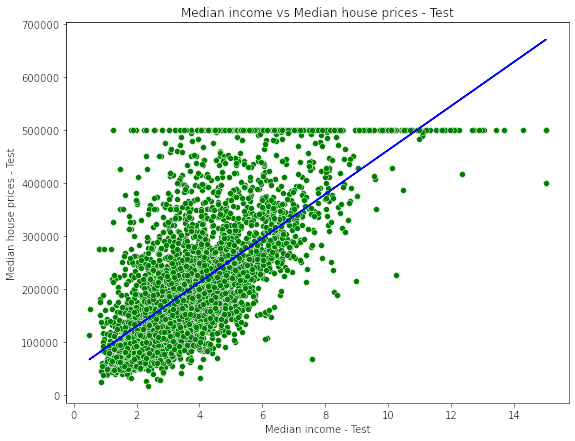 Median income vs Median house prices - Test
700000
600000
500000
400000
300000
200000
100000
0
Median house prices - Test
0 2 4 6 8 10 12 14
Median income - Test